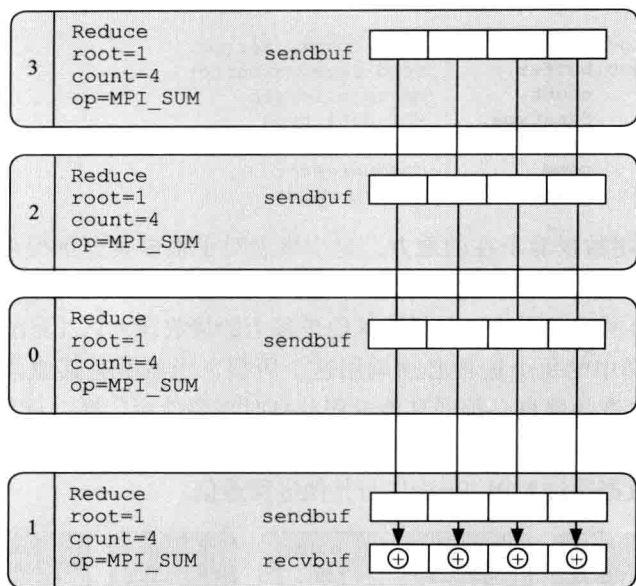 3
Reduce
root=1
count=4
op=MPI_SUM
sendbuf
2
Reduce
root=1
count=4
op=MPI_SUM
sendbuf
0
Reduce
root=1
count=4
op=MPI_SUM
sendbuf
1
Reduce
root=1
count=4
op=MPI_SUM
sendbuf
recvbuf